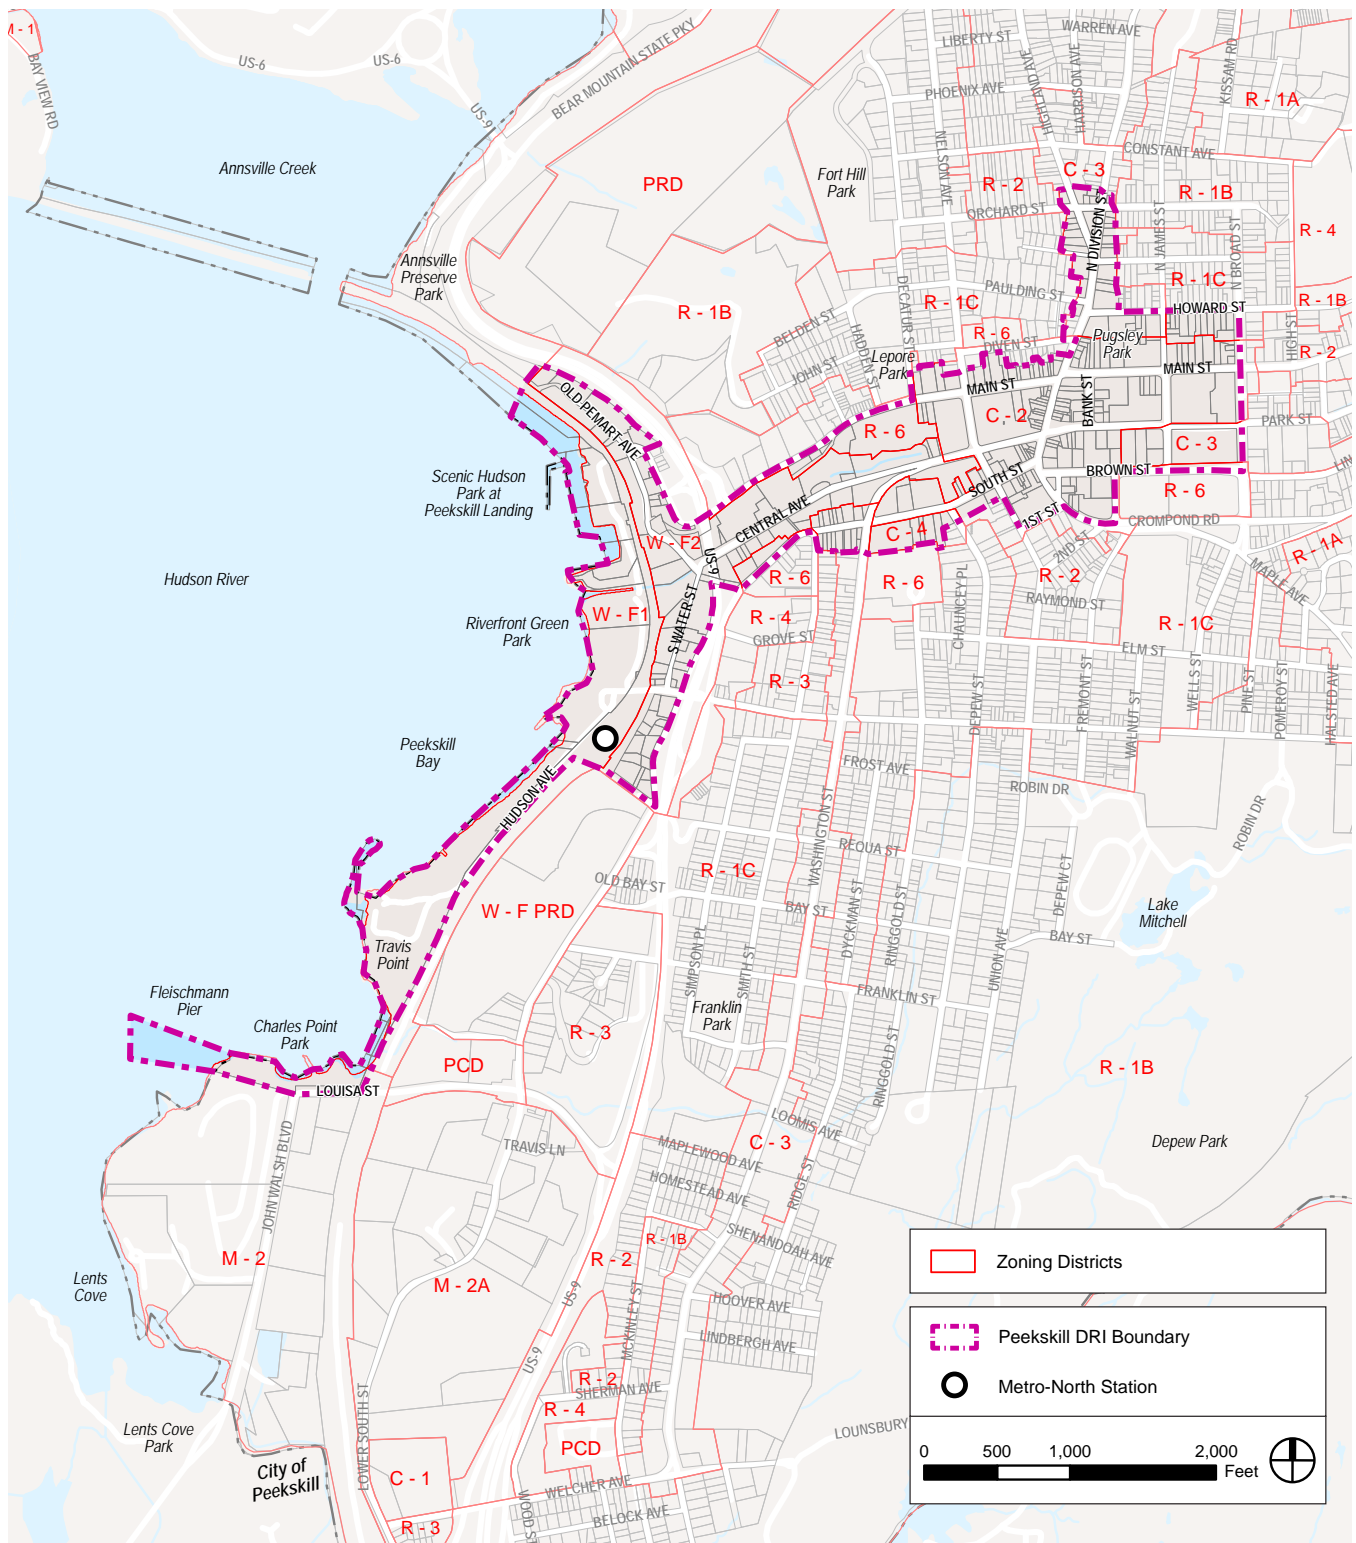 M - 1
BAY VIEW RD
US-6
US-6
US-9
BEAR MOUNTAIN STATE PKY
LIBERTY ST
WARREN AVE
KISSAM RD
PHOENIX AVE
HIGHLAND AVE
HARRISON AVE
R - 1A
NELSON AVE
CONSTANT AVE
Annsville Creek
Fort Hill
Park
PRD
R - 2
C - 3
R - 1B
ORCHARD ST
N DIVISION ST
N JAMES ST
N BROAD ST
R - 4
Annsville
Preserve
Park
DECATUR ST
PAULDING ST
R - 1C
R - 1C
R - 1B
R - 1B
HOWARD ST
BELDEN ST
HADDEN ST
R - 6
DIVEN ST
Pugsley
Park
HIGH ST
R - 2
JOHN ST
Lepore
Park
MAIN ST
MAIN ST
OLD PEMART AVE
C - 2
BANK ST
PARK ST
R - 6
C - 3
Scenic Hudson
Park at
Peekskill Landing
BROWN ST
SOUTH ST
R - 6
CENTRAL AVE
1ST ST
CROMPOND RD
C - 4
W - F2
US-9
2ND ST
R - 1A
MAPLE AVE
Hudson River
R - 6
R - 6
R - 2
CHAUNCEY PL
RAYMOND ST
W - F1
S WATER ST
R - 4
Riverfront Green
Park
GROVE ST
R - 1C
ELM ST
R - 3
DEPEW ST
FREMONT ST
WALNUT ST
WELLS ST
PINE ST
POMEROY ST
HALSTED AVE
Peekskill
Bay
HUDSON AVE
FROST AVE
ROBIN DR
ROBIN DR
WASHINGTON ST
REQUA ST
R - 1C
OLD BAY ST
BAY ST
DEPEW CT
W - F PRD
Lake
Mitchell
DYCKMAN ST
RINGGOLD ST
BAY ST
Travis
Point
SIMPSON PL
SMITH ST
UNION AVE
Fleischmann
Pier
FRANKLIN ST
Charles Point
Park
R - 3
Franklin
Park
PCD
RINGGOLD ST
R - 1B
LOUISA ST
LOOMIS AVE
JOHN WALSH BLVD
TRAVIS LN
MAPLEWOOD AVE
C - 3
Depew Park
RIDGE ST
HOMESTEAD AVE
SHENANDOAH AVE
M - 2
R - 2
R - 1B
Lents
Cove
M - 2A
US-9
HOOVER AVE
MCKINLEY ST
LINDBERGH AVE
US-9
R - 2
SHERMAN AVE
LOWER SOUTH ST
R - 4
Lents Cove
Park
LOUNSBURY
PCD
City of
Peekskill
C - 1
WELCHER AVE
WOOD ST
BELOCK AVE
R - 3
Zoning Districts
Peekskill DRI Boundary
Metro-North Station
0 500 1,000 2,000
Feet